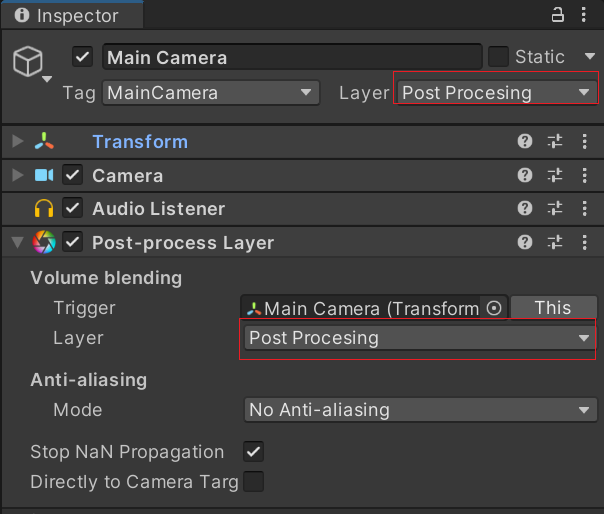 Inspector
Main Camera
Static
Tag MainCamera Layer Post Procesing
Transform
Camera
Audio Listener
Post-process Layer
Volume blending
Trigger Main Camera (Transform This
Layer Post Procesing
Anti-aliasing
Mode No Anti-aliasing
Stop NaN Propagation
Directly to Camera Targ